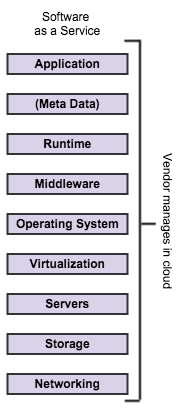 Software
as a Service
Application
(Meta Data)
Runtime
Middleware
Operating System
Virtualization
Servers
Storage
Networking
Vendor manages in cloud